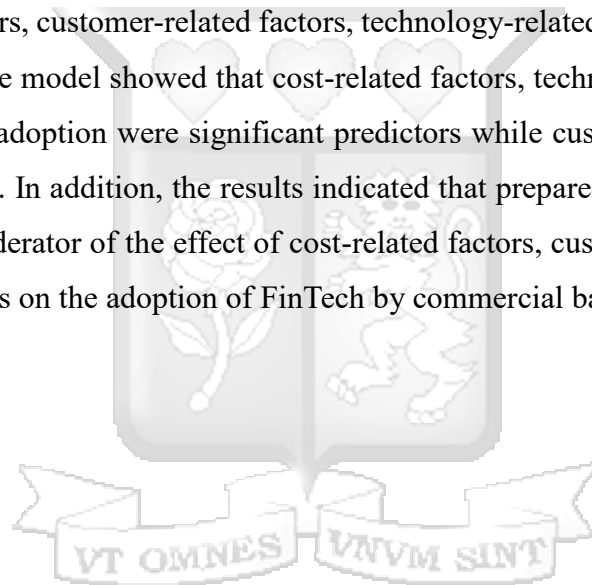 rs, customer-related factors, technology-related
e model showed that cost-related factors, techn
adoption were significant predictors while cus
. In addition, the results indicated that prepare
derator of the effect of cost-related factors, cus
s on the adoption of FinTech by commercial ba
VT OMNES VNVM SINT